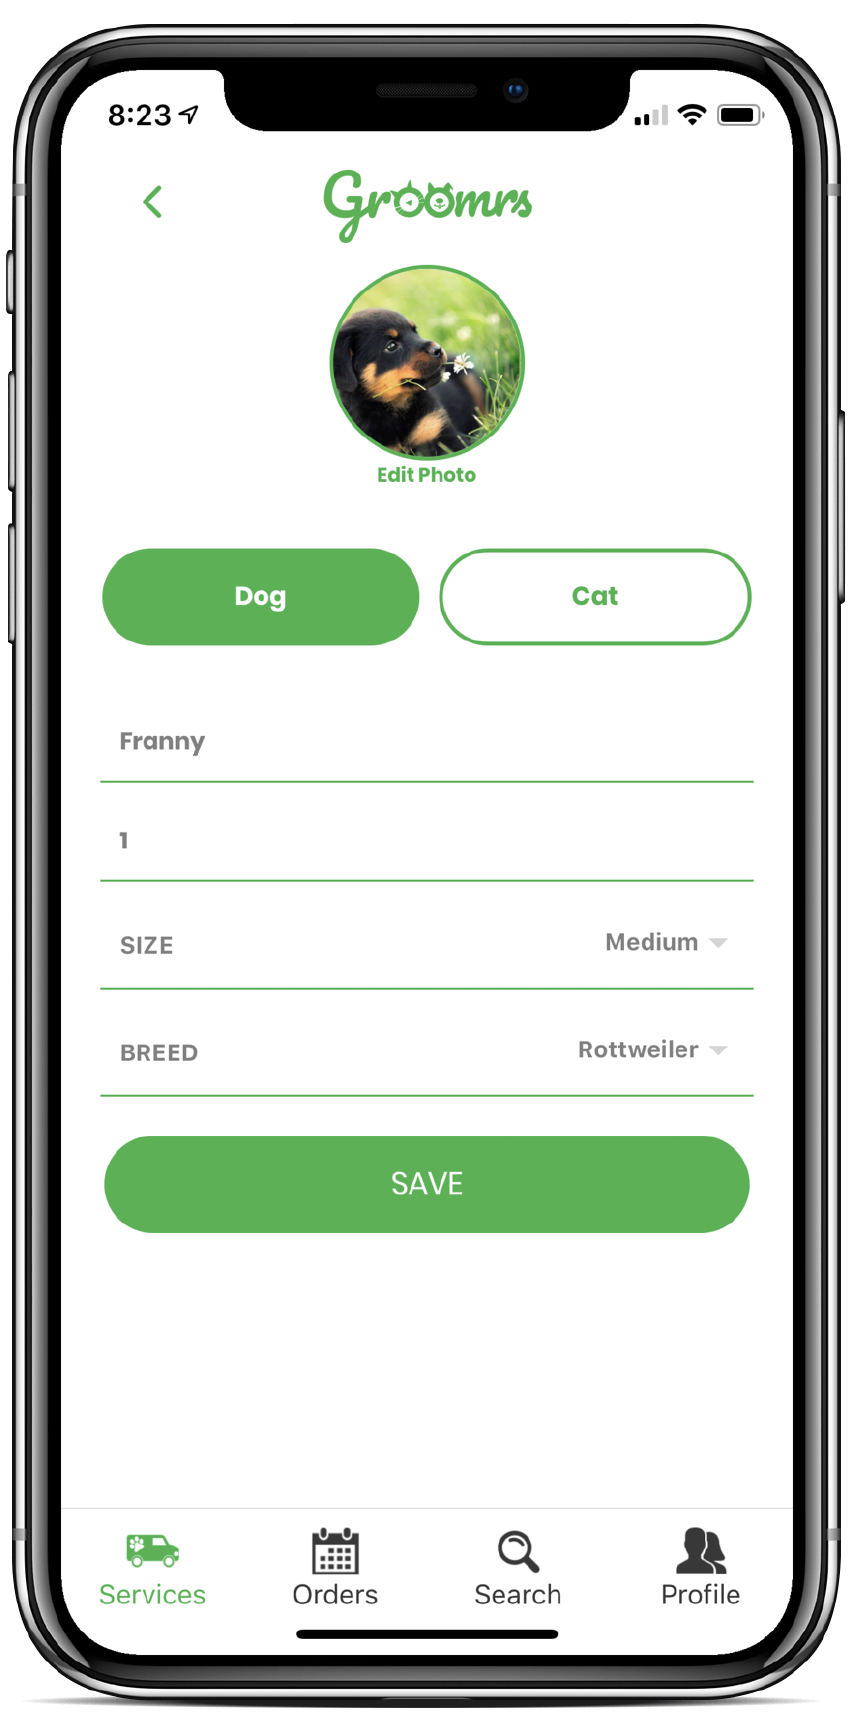 8:23
Groomrs
Edit Photo
Dog Cat
Franny
1
SIZE Medium
BREED Rottweiler
SAVE
Services Orders Search Profile